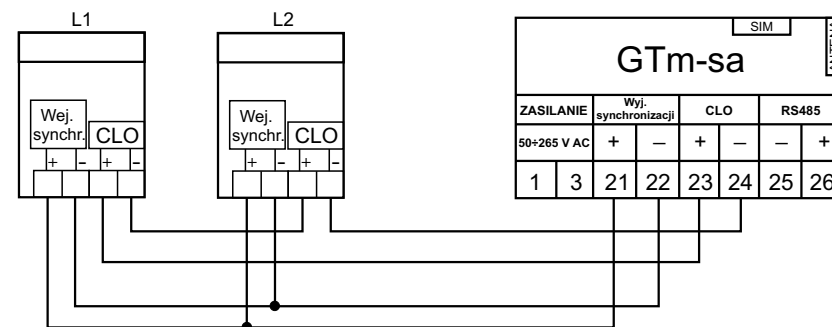 L1
L2
Wej.
synchr.
CLO
+ - + -
Wej.
synchr.
CLO
+ - + -
SIM
GTm-sa
ZASILANIE
Wyj.
synchronizacji
CLO
RS485
50÷265 V AC
+ – + – – +
1 3 21 22 23 24 25 26